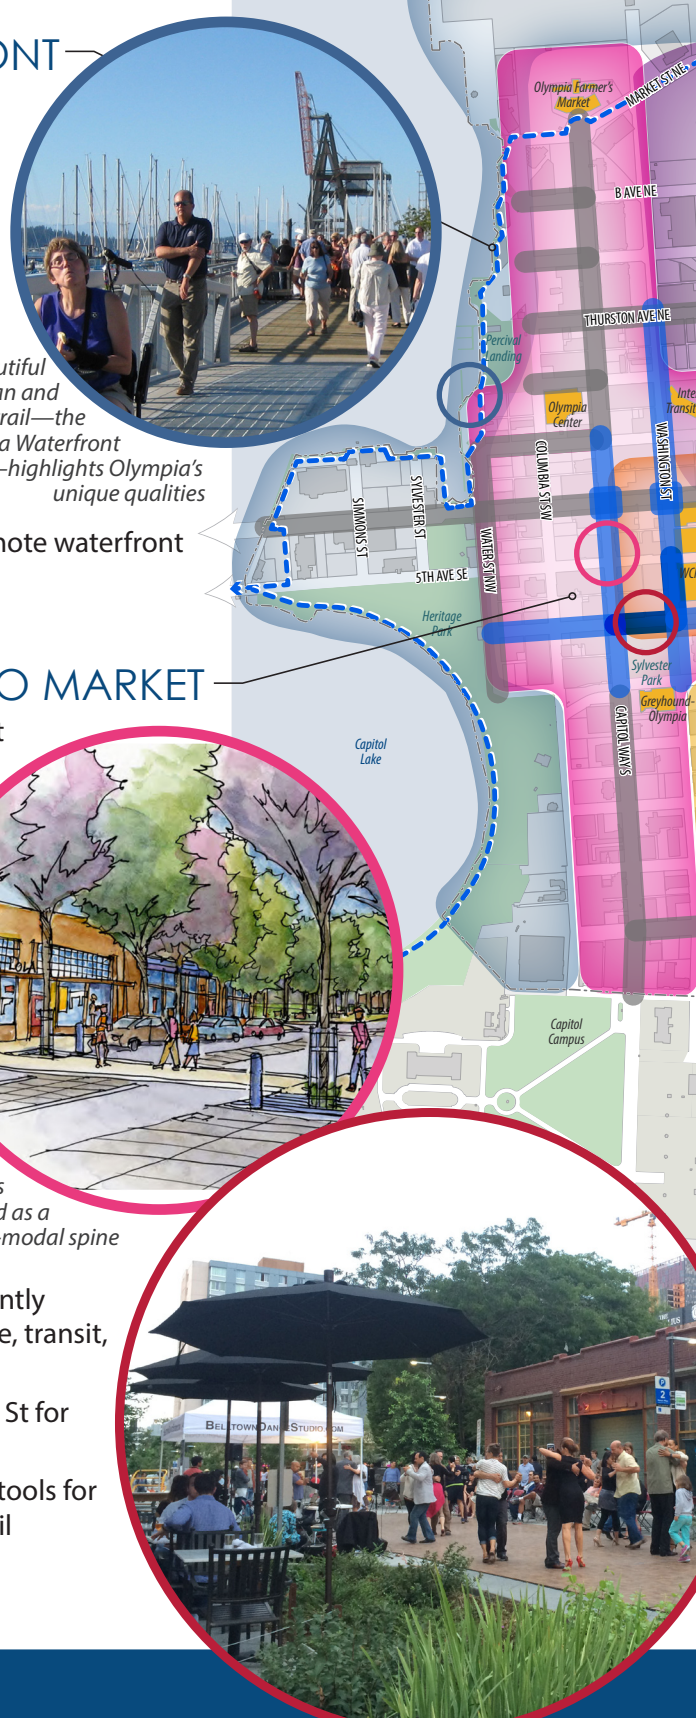 ONT
Olympia Farmer's
Market
MARKET ST NE
B AVE NE
THURSTON AVE NE
Percival
Landing
utiful
an and
rail—the
a Waterfront
–highlights Olympia's
unique qualities
Olympia
Center
Inte
Transit
COLUMBIA ST SW
WASHINGTON ST
SIMMONS ST
SYLVESTER ST
WATER ST NW
note waterfront
5TH AVE SE
Heritage
Park
Sylvester
Park
O MARKET
Greyhound-
Olympia
CAPITOL WAY S
t
Capitol
Lake
Capitol
Campus
s
d as a
-modal spine
ntly
e, transit,
St for
tools for
il
BELLTOWNDANCESTUDIO.COM
P
2